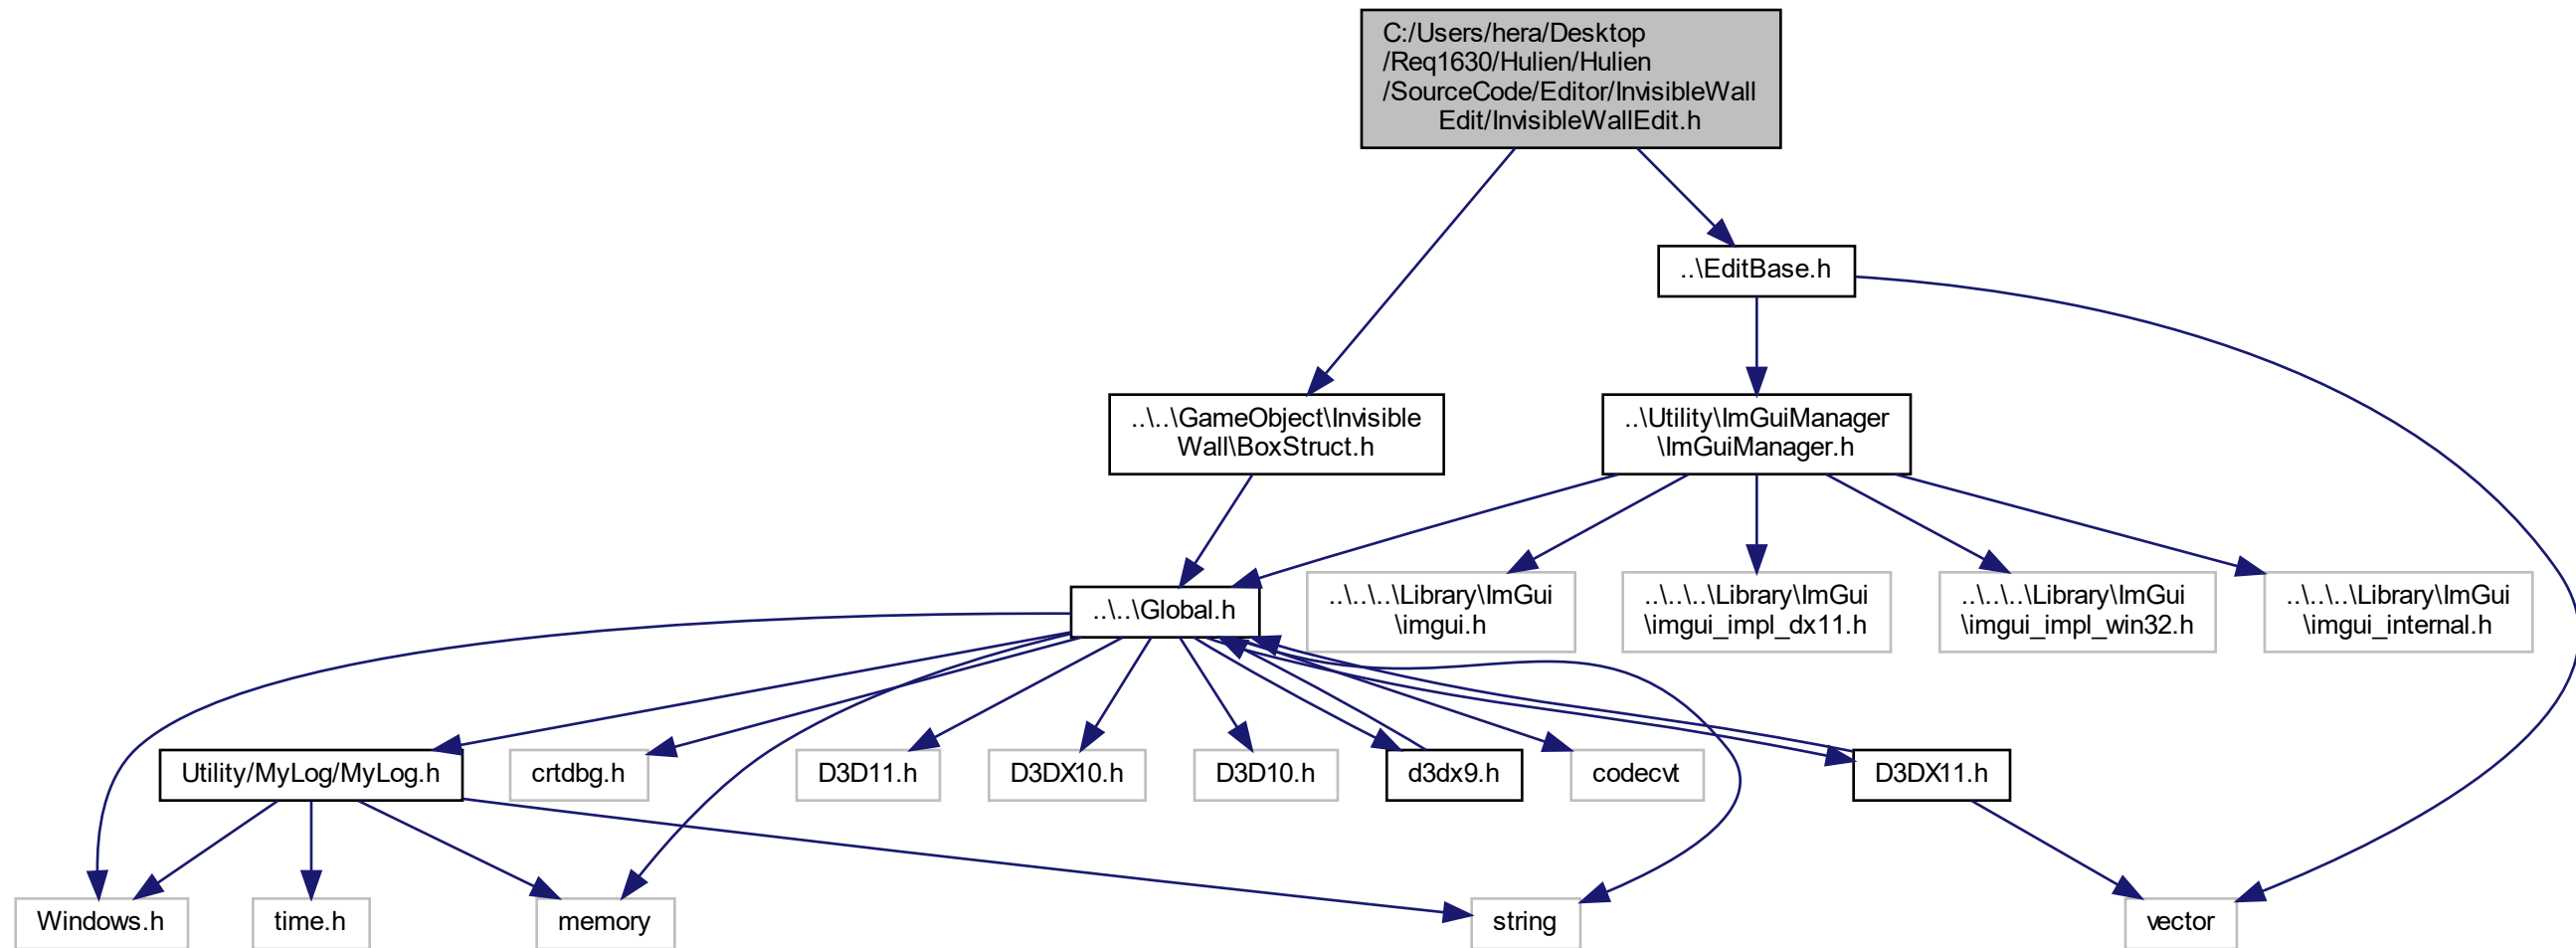 C:/Users/hera/Desktop
/Req1630/Hulien/Hulien
/SourceCode/Editor/InvisibleWall
Edit/InvisibleWallEdit.h
..\EditBase.h
..\..\GameObject\Invisible
Wall\BoxStruct.h
..\Utility\ImGuiManager
\ImGuiManager.h
..\..\Global.h
..\..\..\Library\ImGui
\imgui.h
..\..\..\Library\ImGui
\imgui_impl_dx11.h
..\..\..\Library\ImGui
\imgui_impl_win32.h
..\..\..\Library\ImGui
\imgui_internal.h
Utility/MyLog/MyLog.h
crtdbg.h
D3D11.h
D3DX10.h
D3D10.h
d3dx9.h
codecvt
D3DX11.h
Windows.h
time.h
memory
string
vector